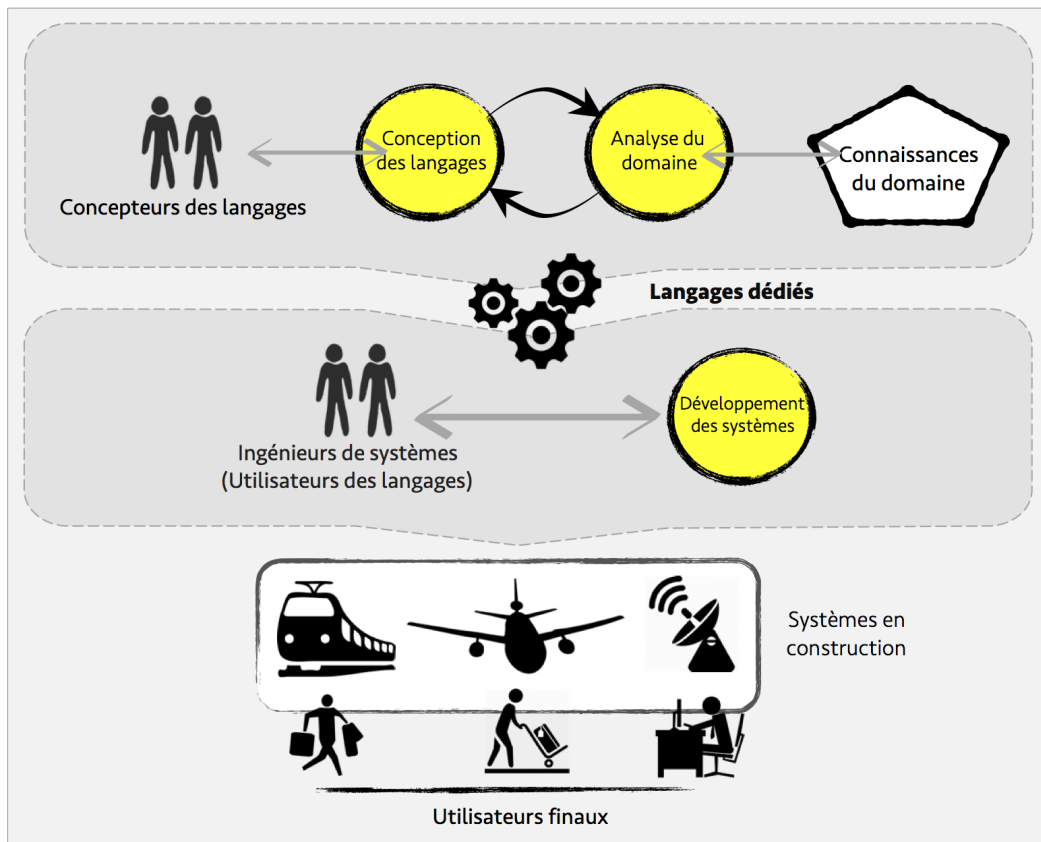 Conception
des langages
Analyse du
domaine
Connaissances
du domaine
Concepteurs des langages
Langages dédiés
Développement
des systèmes
Ingénieurs de systèmes
(Utilisateurs des langages)
Systèmes en
construction
Utilisateurs finaux